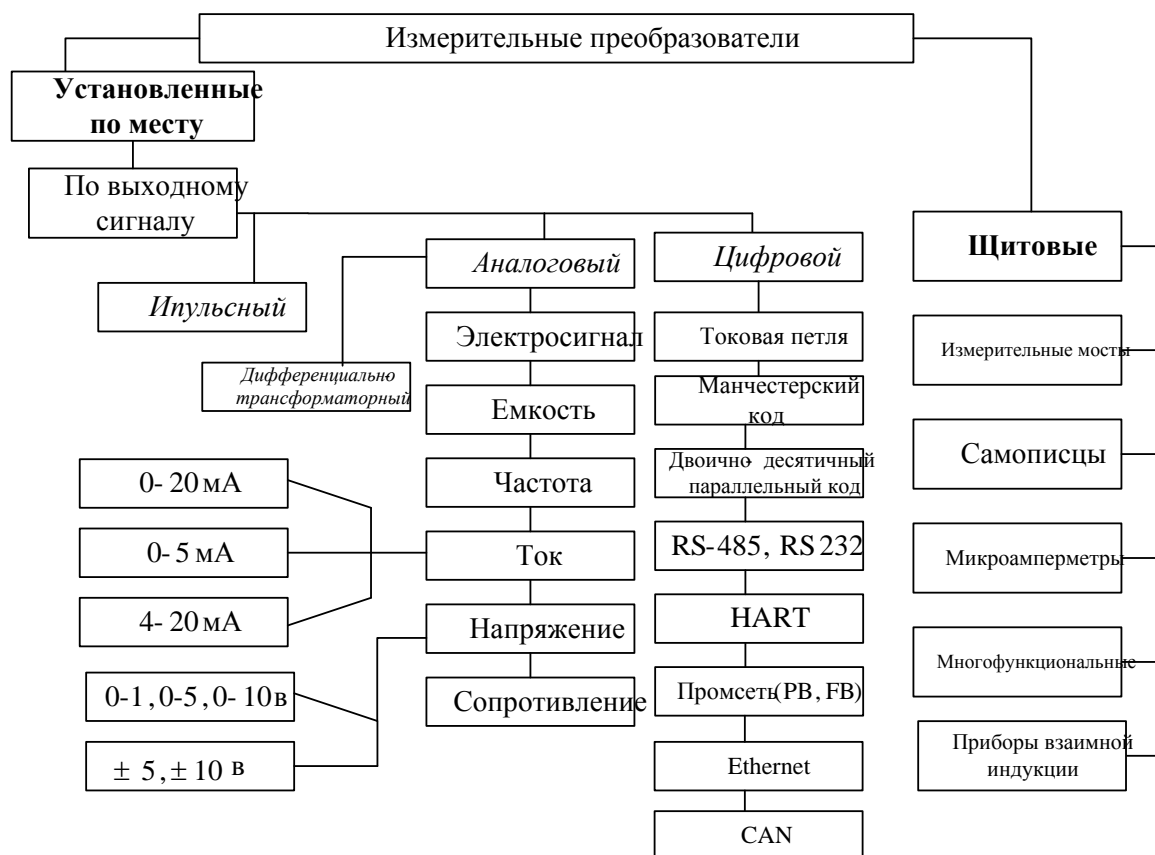 Измерительные преобразователи
Установленные
по месту
По выходному
сигналу
Ипульсный
Аналоговый
Дифференциально
трансформаторный
Электросигнал
Емкость
Частота
Ток
Напряжение
Сопротивление
0- 20 мА
0- 5 мА
4- 20 мА
0-1, 0-5, 0- 10 в
± 5, ± 10 в
Цифровой
Токовая петля
Манчестерский
код
Двоично- десятичный
параллельный код
RS-485, RS 232
HART
Промсеть(PB, FB)
Ethernet
CAN
Щитовые
Измерительные мосты
Самописцы
Микроамперметры
Многофункциональные
Приборы взаимной
индукции